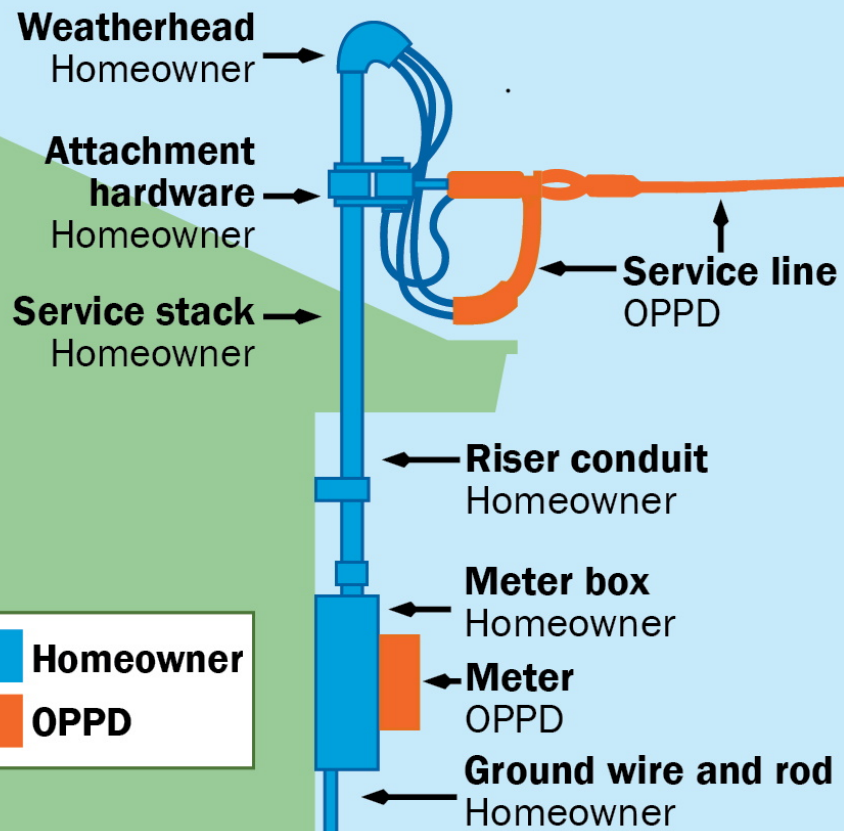 Weatherhead
Homeowner
Attachment
hardware
Homeowner
Service line
OPPD
Service stack
Homeowner
Riser conduit
Homeowner
Meter box
Homeowner
Meter
OPPD
Ground wire and rod
Homeowner
Homeowner
OPPD